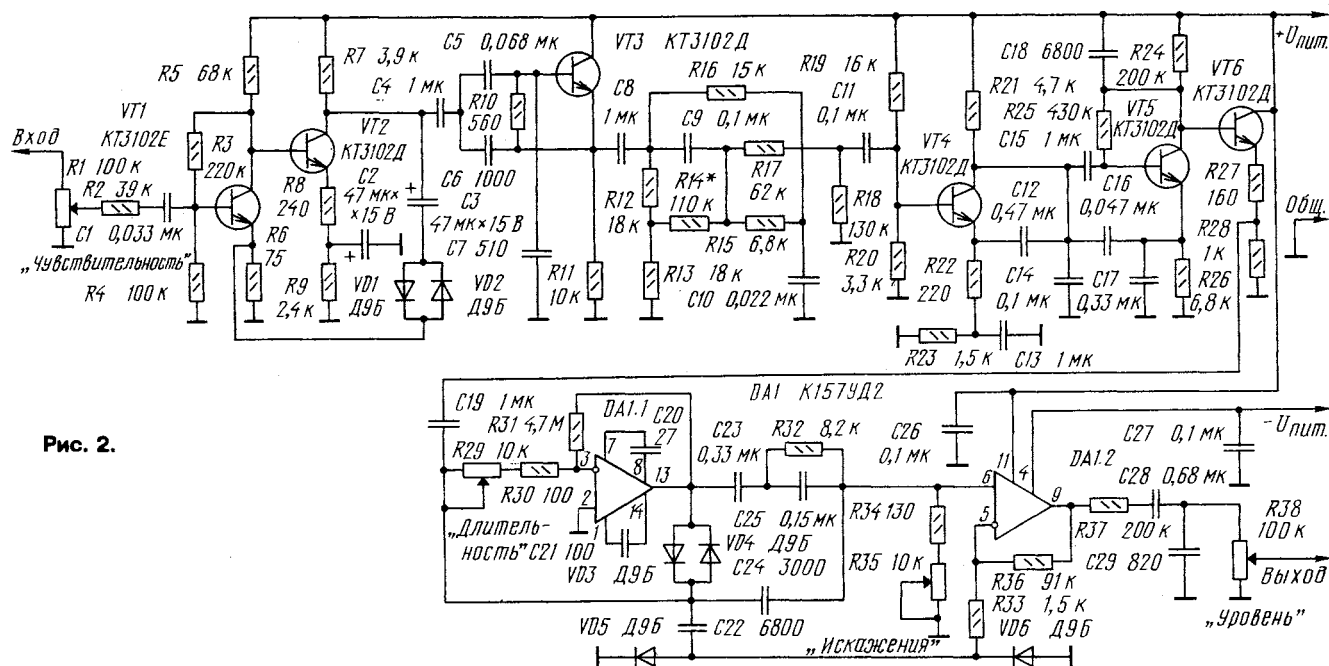 R5 68 к
R7 3,9 к
C5 0,068 мк
VT3 КТ3102Д
C4 1 мк
R10 560
C6 1000
C8 1 мк
R16 15 к
C9 0,1 мк
R19 16 к
C11 0,1 мк
R21 4,7 к
R25 430 к
C15 1 мк
C18 6800
R24 200 к
+Uпит.
VT6 КТ3102Д
VT5 КТ3102Д
VT1 КТ3102Е
Вход
R1 100 к
R2 39 к
C1 0,033 мк
„Чувствительность"
R4 100 к
R3 220 к
R6 75
VT2 КТ3102Д
R8 240
C2 47 мк× ×15 В
C3 47 мк×15 В
C7 510
R9 2,4 к
VD1 Д9Б
VD2 Д9Б
R11 10 к
R12 18 к
R14* 110 к
R17 62 к
R13 18 к
R15 6,8 к
C10 0,022 мк
R18 130 к
R20 3,3 к
VT4 КТ3102Д
R22 220
C12 0,47 мк
C16 0,047 мк
C14 0,1 мк
C17 0,33 мк
R27 160
R28 1 к
R26 6,8 к
Общ.
R23 1,5 к
C13 1 мк
Рис. 2.
C19 1 мк
R31 4,7 М
DA1.1
C20 27
DA1 К157УД2
R29 10 к
R30 100
3
2
7
8
13
1
14
„Длитель-
ность"
C21 100
VD3 Д9Б
VD4 Д9Б
C23 0,33 мк
R32 8,2 к
C25 0,15 мк
C24 3000
C26 0,1 мк
R34 130
R35 10 к
11
4
6
5
9
DA1.2
-Uпит.
C27 0,1 мк
C28 0,68 мк
R37 200 к
R38 100 к
C29 820
R36 91 к
R33 1,5 к
VD6 Д9Б
Выход
„Уровень"
VD5 Д9Б
C22 6800
„Искажения"